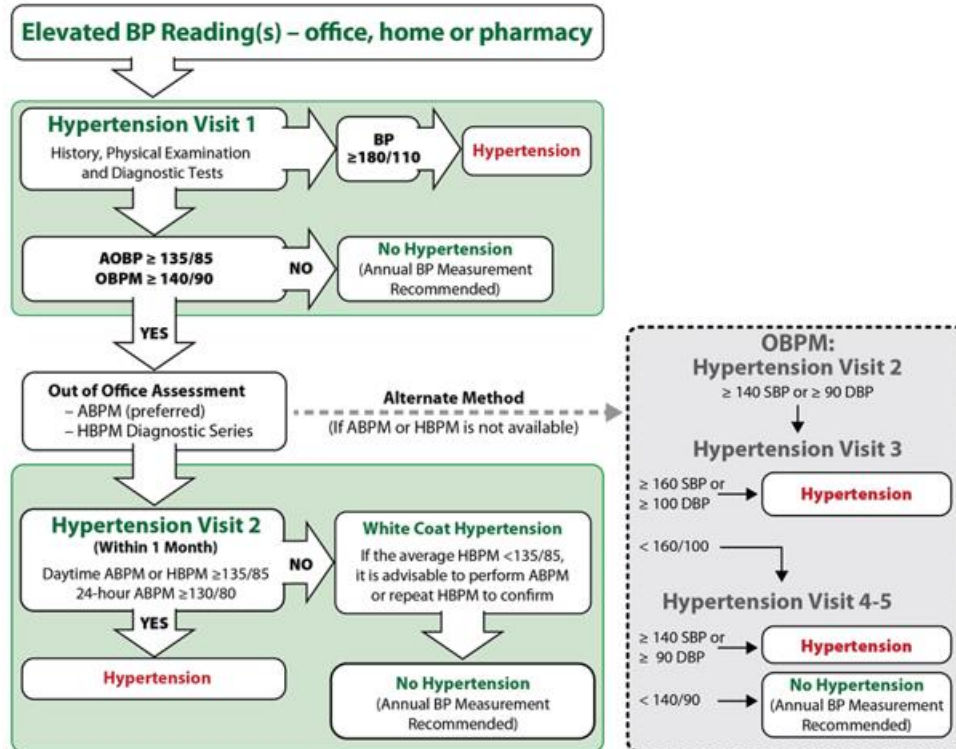 Elevated BP Reading(s) – office, home or pharmacy
Hypertension Visit 1
History, Physical Examination
and Diagnostic Tests
BP
≥180/110
Hypertension
AOBP ≥ 135/85
OBPM ≥ 140/90
NO
No Hypertension
(Annual BP Measurement
Recommended)
YES
Out of Office Assessment
– ABPM (preferred)
– HBPM Diagnostic Series
Alternate Method
(If ABPM or HBPM is not available)
Hypertension Visit 2
(Within 1 Month)
Daytime ABPM or HBPM ≥135/85
24-hour ABPM ≥130/80
NO
White Coat Hypertension
If the average HBPM <135/85,
it is advisable to perform ABPM
or repeat HBPM to confirm
YES
Hypertension
No Hypertension
(Annual BP Measurement
Recommended)
OBPM:
Hypertension Visit 2
≥ 140 SBP or ≥ 90 DBP
Hypertension Visit 3
≥ 160 SBP or
≥ 100 DBP
Hypertension
< 160/100
Hypertension Visit 4-5
≥ 140 SBP or
≥ 90 DBP
Hypertension
< 140/90
No Hypertension
(Annual BP Measurement
Recommended)